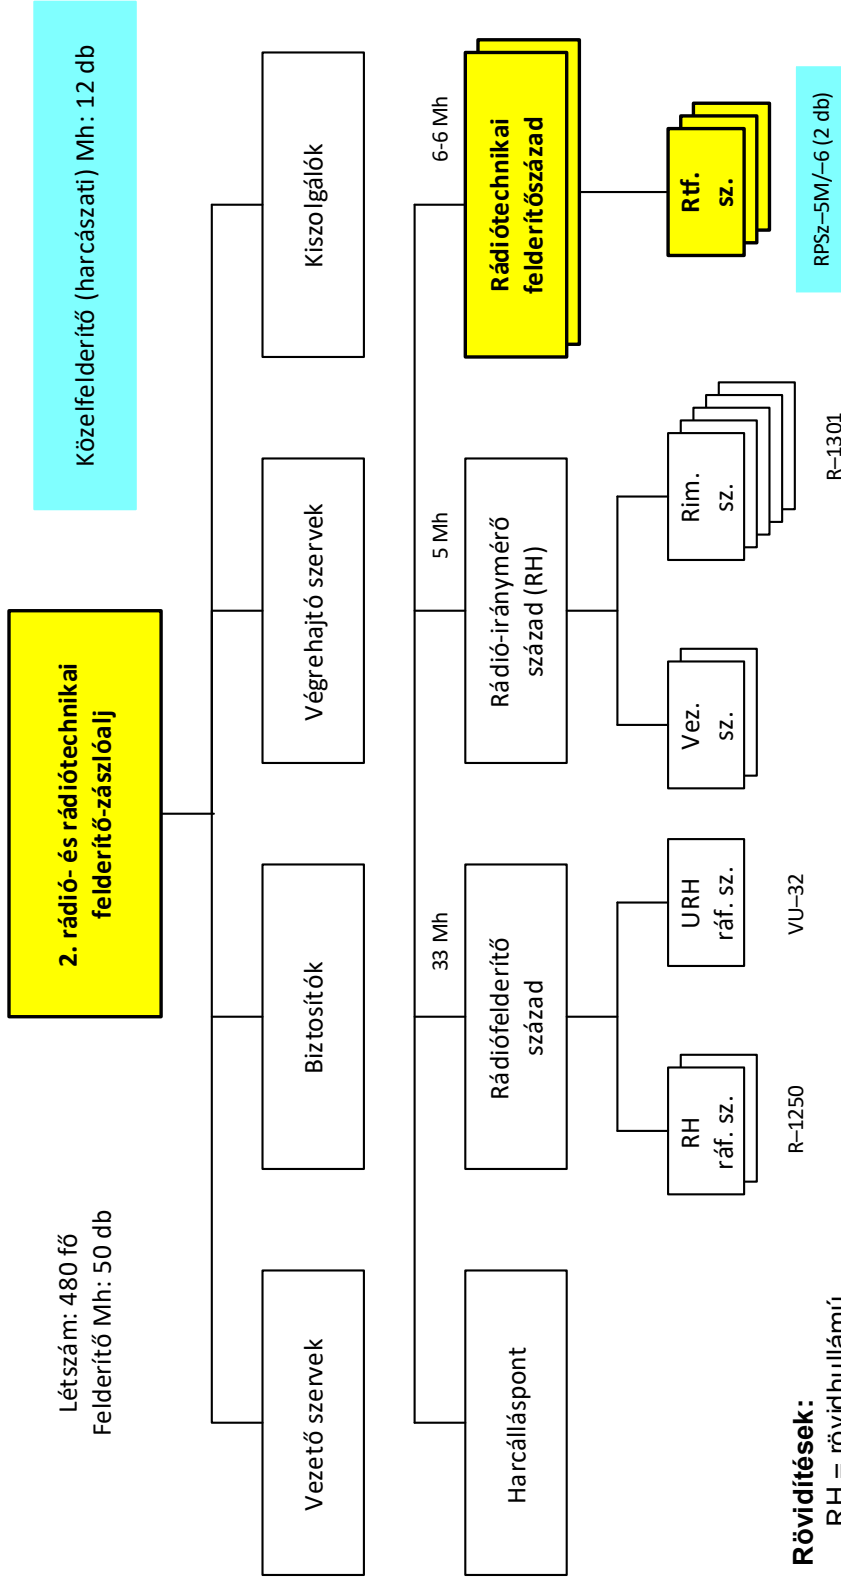 Közelfelderítő (harcászati) Mh: 12 db
2. rádió- és rádiótechnikai
felderítő-zászlóalj
Létszám: 480 fő
Felderítő Mh: 50 db
Vezető szervek
Biztosítók
Végrehajtó szervek
Kiszolgálók
33 Mh
5 Mh
6-6 Mh
Harcálláspont
Rádiófelderítő
század
Rádió-iránymérő
század (RH)
Rádiótechnikai
felderítőszázad
RH
ráf. sz.
URH
ráf. sz.
Vez.
sz.
Rim.
sz.
Rtf.
sz.
R–1250
VU–32
R–1301
RPSz–5M/–6 (2 db)
Rövidítések:
RH = rövidhullámú